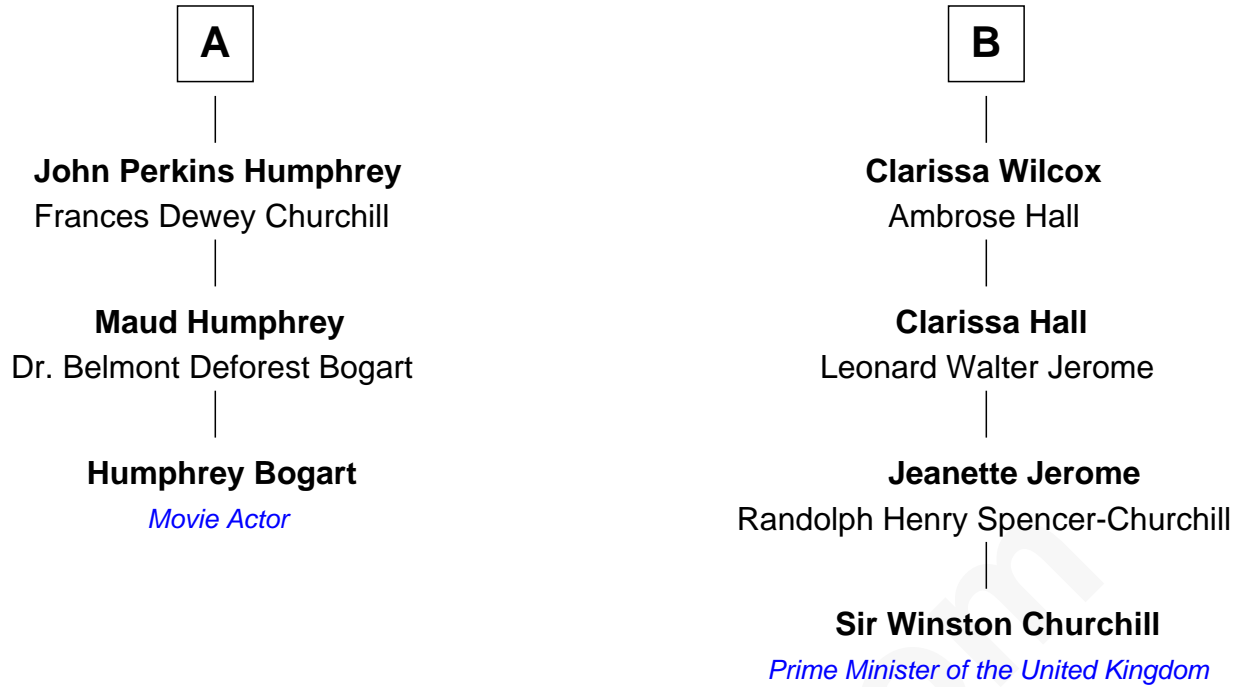 A
John Perkins Humphrey
Frances Dewey Churchill
Maud Humphrey
Dr. Belmont Deforest Bogart
Humphrey Bogart
Movie Actor
B
Clarissa Wilcox
Ambrose Hall
Clarissa Hall
Leonard Walter Jerome
Jeanette Jerome
Randolph Henry Spencer-Churchill
Sir Winston Churchill
Prime Minister of the United Kingdom